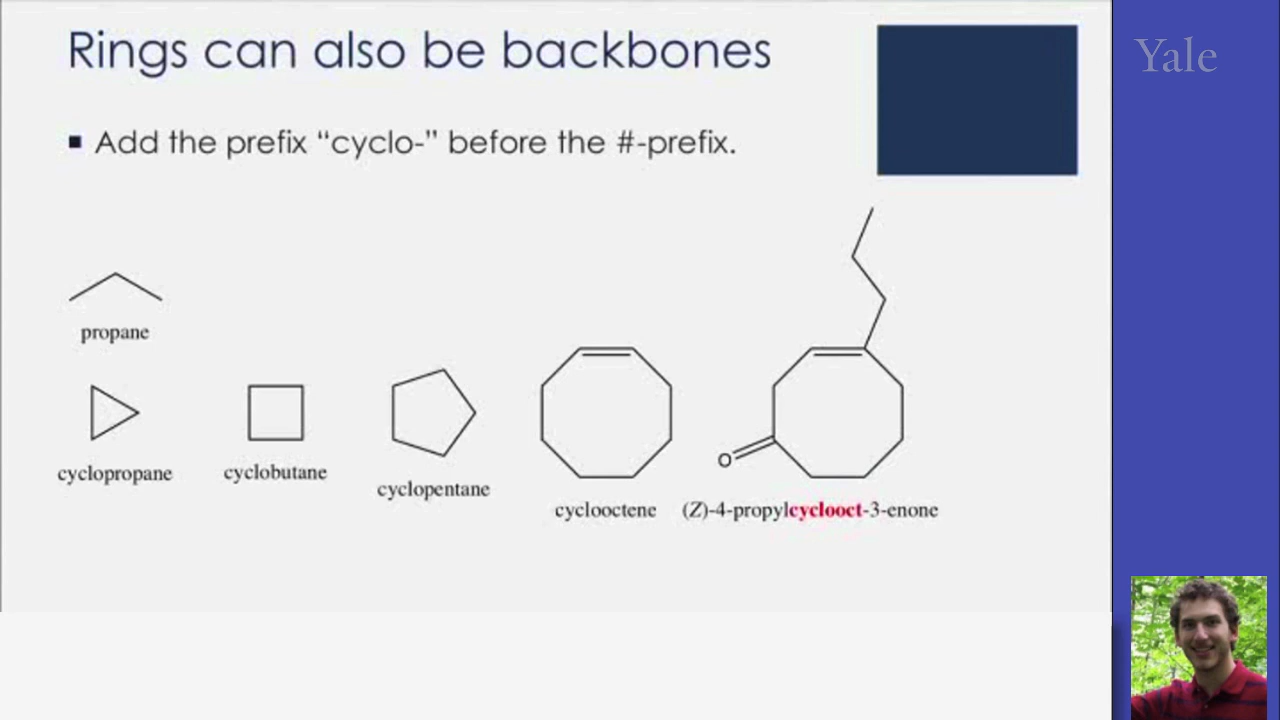 Rings can also be backbones
Yale
▪ Add the prefix “cyclo-” before the #-prefix.
propane
O
cyclopropane
cyclobutane
cyclopentane
cyclooctene
(Z)-4-propylcyclooct-3-enone